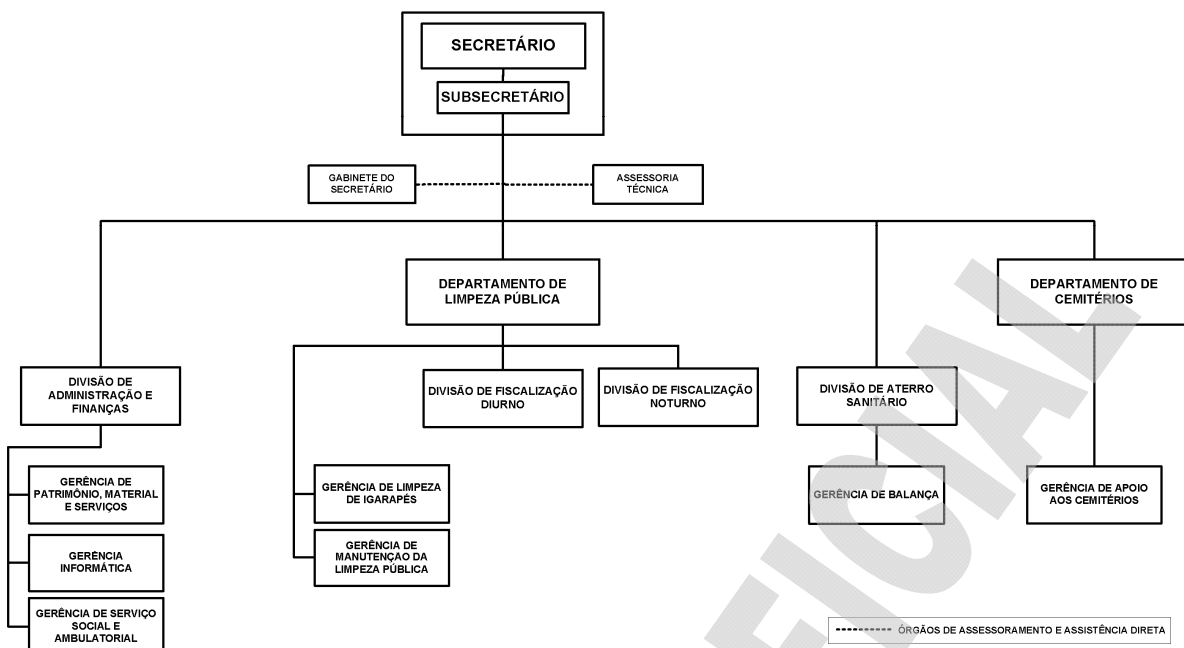 SECRETÁRIO
SUBSECRETÁRIO
GABINETE DO
SECRETÁRIO
ASSESSORIA
TÉCNICA
DEPARTAMENTO DE
LIMPEZA PÚBLICA
DEPARTAMENTO DE
CEMITÉRIOS
DIVISÃO DE
ADMINISTRAÇÃO E
FINANÇAS
DIVISÃO DE FISCALIZAÇÃO
DIURNO
DIVISÃO DE FISCALIZAÇÃO
NOTURNO
DIVISÃO DE ATERRO
SANITÁRIO
GERÊNCIA DE
PATRIMÔNIO, MATERIAL
E SERVIÇOS
GERÊNCIA DE LIMPEZA
DE IGARAPÉS
GERÊNCIA DE BALANÇA
GERÊNCIA DE APOIO
AOS CEMITÉRIOS
GERÊNCIA
INFORMÁTICA
GERÊNCIA DE
MANUTENÇAO DA
LIMPEZA PÚBLICA
GERÊNCIA DE SERVIÇO
SOCIAL E
AMBULATORIAL
ÓRGÃOS DE ASSESSORAMENTO E ASSISTÊNCIA DIRETA
FICIAL